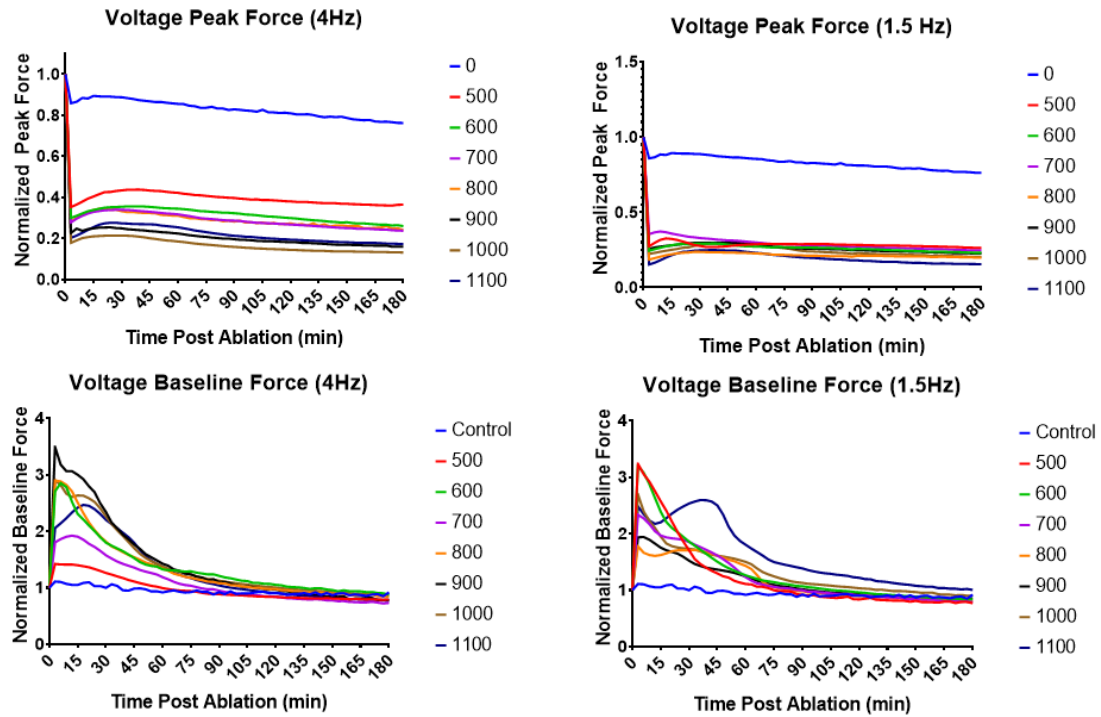 Voltage Peak Force (4Hz)
Normalized Peak Force
1.0
0.8
0.6
0.4
0.2
0.0
0 15 30 45 60 75 90 105 120 135 150 165 180
Time Post Ablation (min)
0
500
600
700
800
900
1000
1100
Voltage Peak Force (1.5 Hz)
Normalized Peak Force
1.5
1.0
0.5
0.0
0 15 30 45 60 75 90 105 120 135 150 165 180
Time Post Ablation (min)
0
500
600
700
800
900
1000
1100
Voltage Baseline Force (4Hz)
Normalized Baseline Force
4
3
2
1
0
0 15 30 45 60 75 90 105 120 135 150 165 180
Time Post Ablation (min)
Control
500
600
700
800
900
1000
1100
Voltage Baseline Force (1.5Hz)
Normalized Baseline Force
4
3
2
1
0
0 15 30 45 60 75 90 105 120 135 150 165 180
Time Post Ablation (min)
Control
500
600
700
800
900
1000
1100